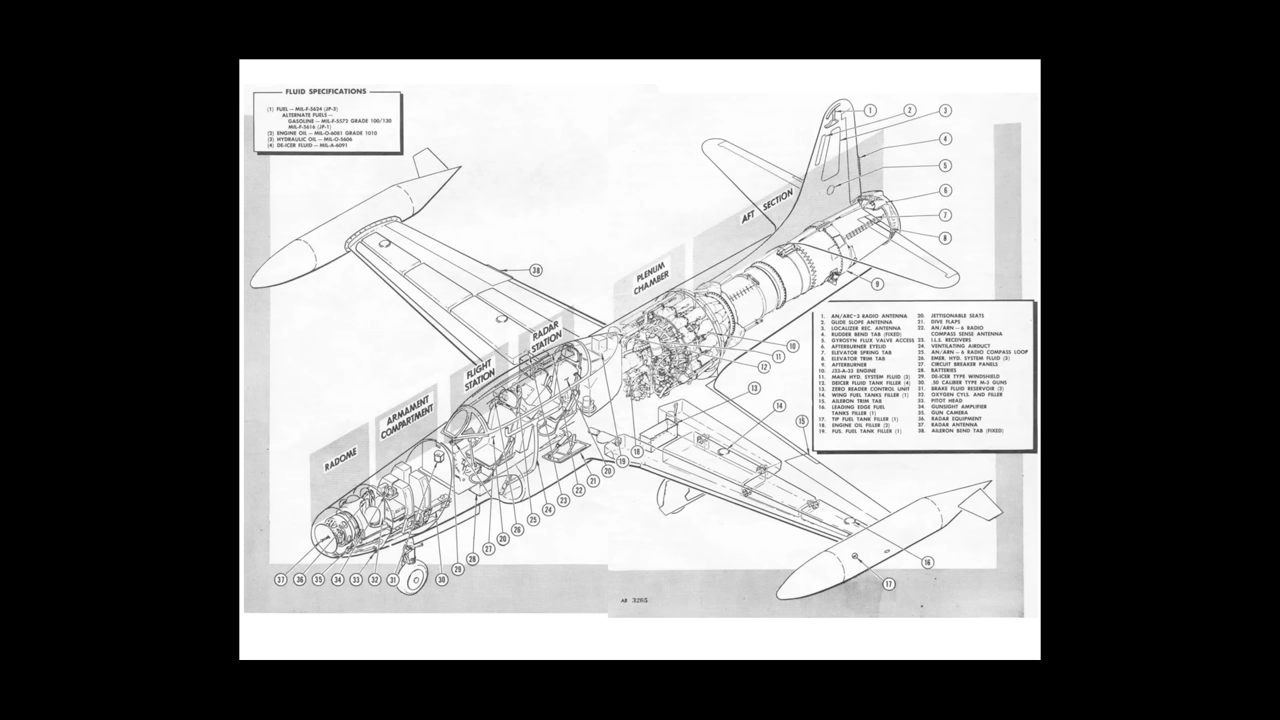 FLUID SPECIFICATIONS
(1) FUEL — MIL-F-5624 (JP-3)
ALTERNATE FUELS —
GASOLINE — MIL-F-5572 GRADE 100/130
MIL-F-5616 (JP-1)
(2) ENGINE OIL — MIL-O-6081 GRADE 1010
(3) HYDRAULIC OIL — MIL-O-5606
(4) DE-ICER FLUID — MIL-A-6091
1
2
3
4
5
6
7
8
9
AFT SECTION
PLENUM
CHAMBER
38
RADAR
STATION
FLIGHT
STATION
ARMAMENT
COMPARTMENT
RADOME
10
11
12
13
14
15
16
17
18
19
20
21
22
23
24
25
26
20
27
28
29
30
31
32
33
34
35
36
37
1. AN/ARC-3 RADIO ANTENNA
2. GLIDE SLOPE ANTENNA
3. LOCALIZER REC. ANTENNA
4. RUDDER BEND TAB (FIXED)
5. GYROSYN FLUX VALVE ACCESS
6. AFTERBURNER EYELID
7. ELEVATOR SPRING TAB
8. ELEVATOR TRIM TAB
9. AFTERBURNER
10. J33-A-33 ENGINE
11. MAIN HYD. SYSTEM FLUID (3)
12. DEICER FLUID TANK FILLER (4)
13. ZERO READER CONTROL UNIT
14. WING FUEL TANKS FILLER (1)
15. AILERON TRIM TAB
16. LEADING EDGE FUEL
TANKS FILLER (1)
17. TIP FUEL TANK FILLER (1)
18. ENGINE OIL FILLER (2)
19. FUS. FUEL TANK FILLER (1)
20. JETTISONABLE SEATS
21. DIVE FLAPS
22. AN/ARN — 6 RADIO
COMPASS SENSE ANTENNA
23. I.L.S. RECEIVERS
24. VENTILATING AIRDUCT
25. AN/ARN — 6 RADIO COMPASS LOOP
26. EMER. HYD. SYSTEM FLUID (3)
27. CIRCUIT BREAKER PANELS
28. BATTERIES
29. DE-ICER TYPE WINDSHIELD
30. .50 CALIBER TYPE M-3 GUNS
31. BRAKE FLUID RESERVOIR (3)
32. OXYGEN CYLS. AND FILLER
33. PITOT HEAD
34. GUNSIGHT AMPLIFIER
35. GUN CAMERA
36. RADAR EQUIPMENT
37. RADAR ANTENNA
38. AILERON BEND TAB (FIXED)
AB 3265